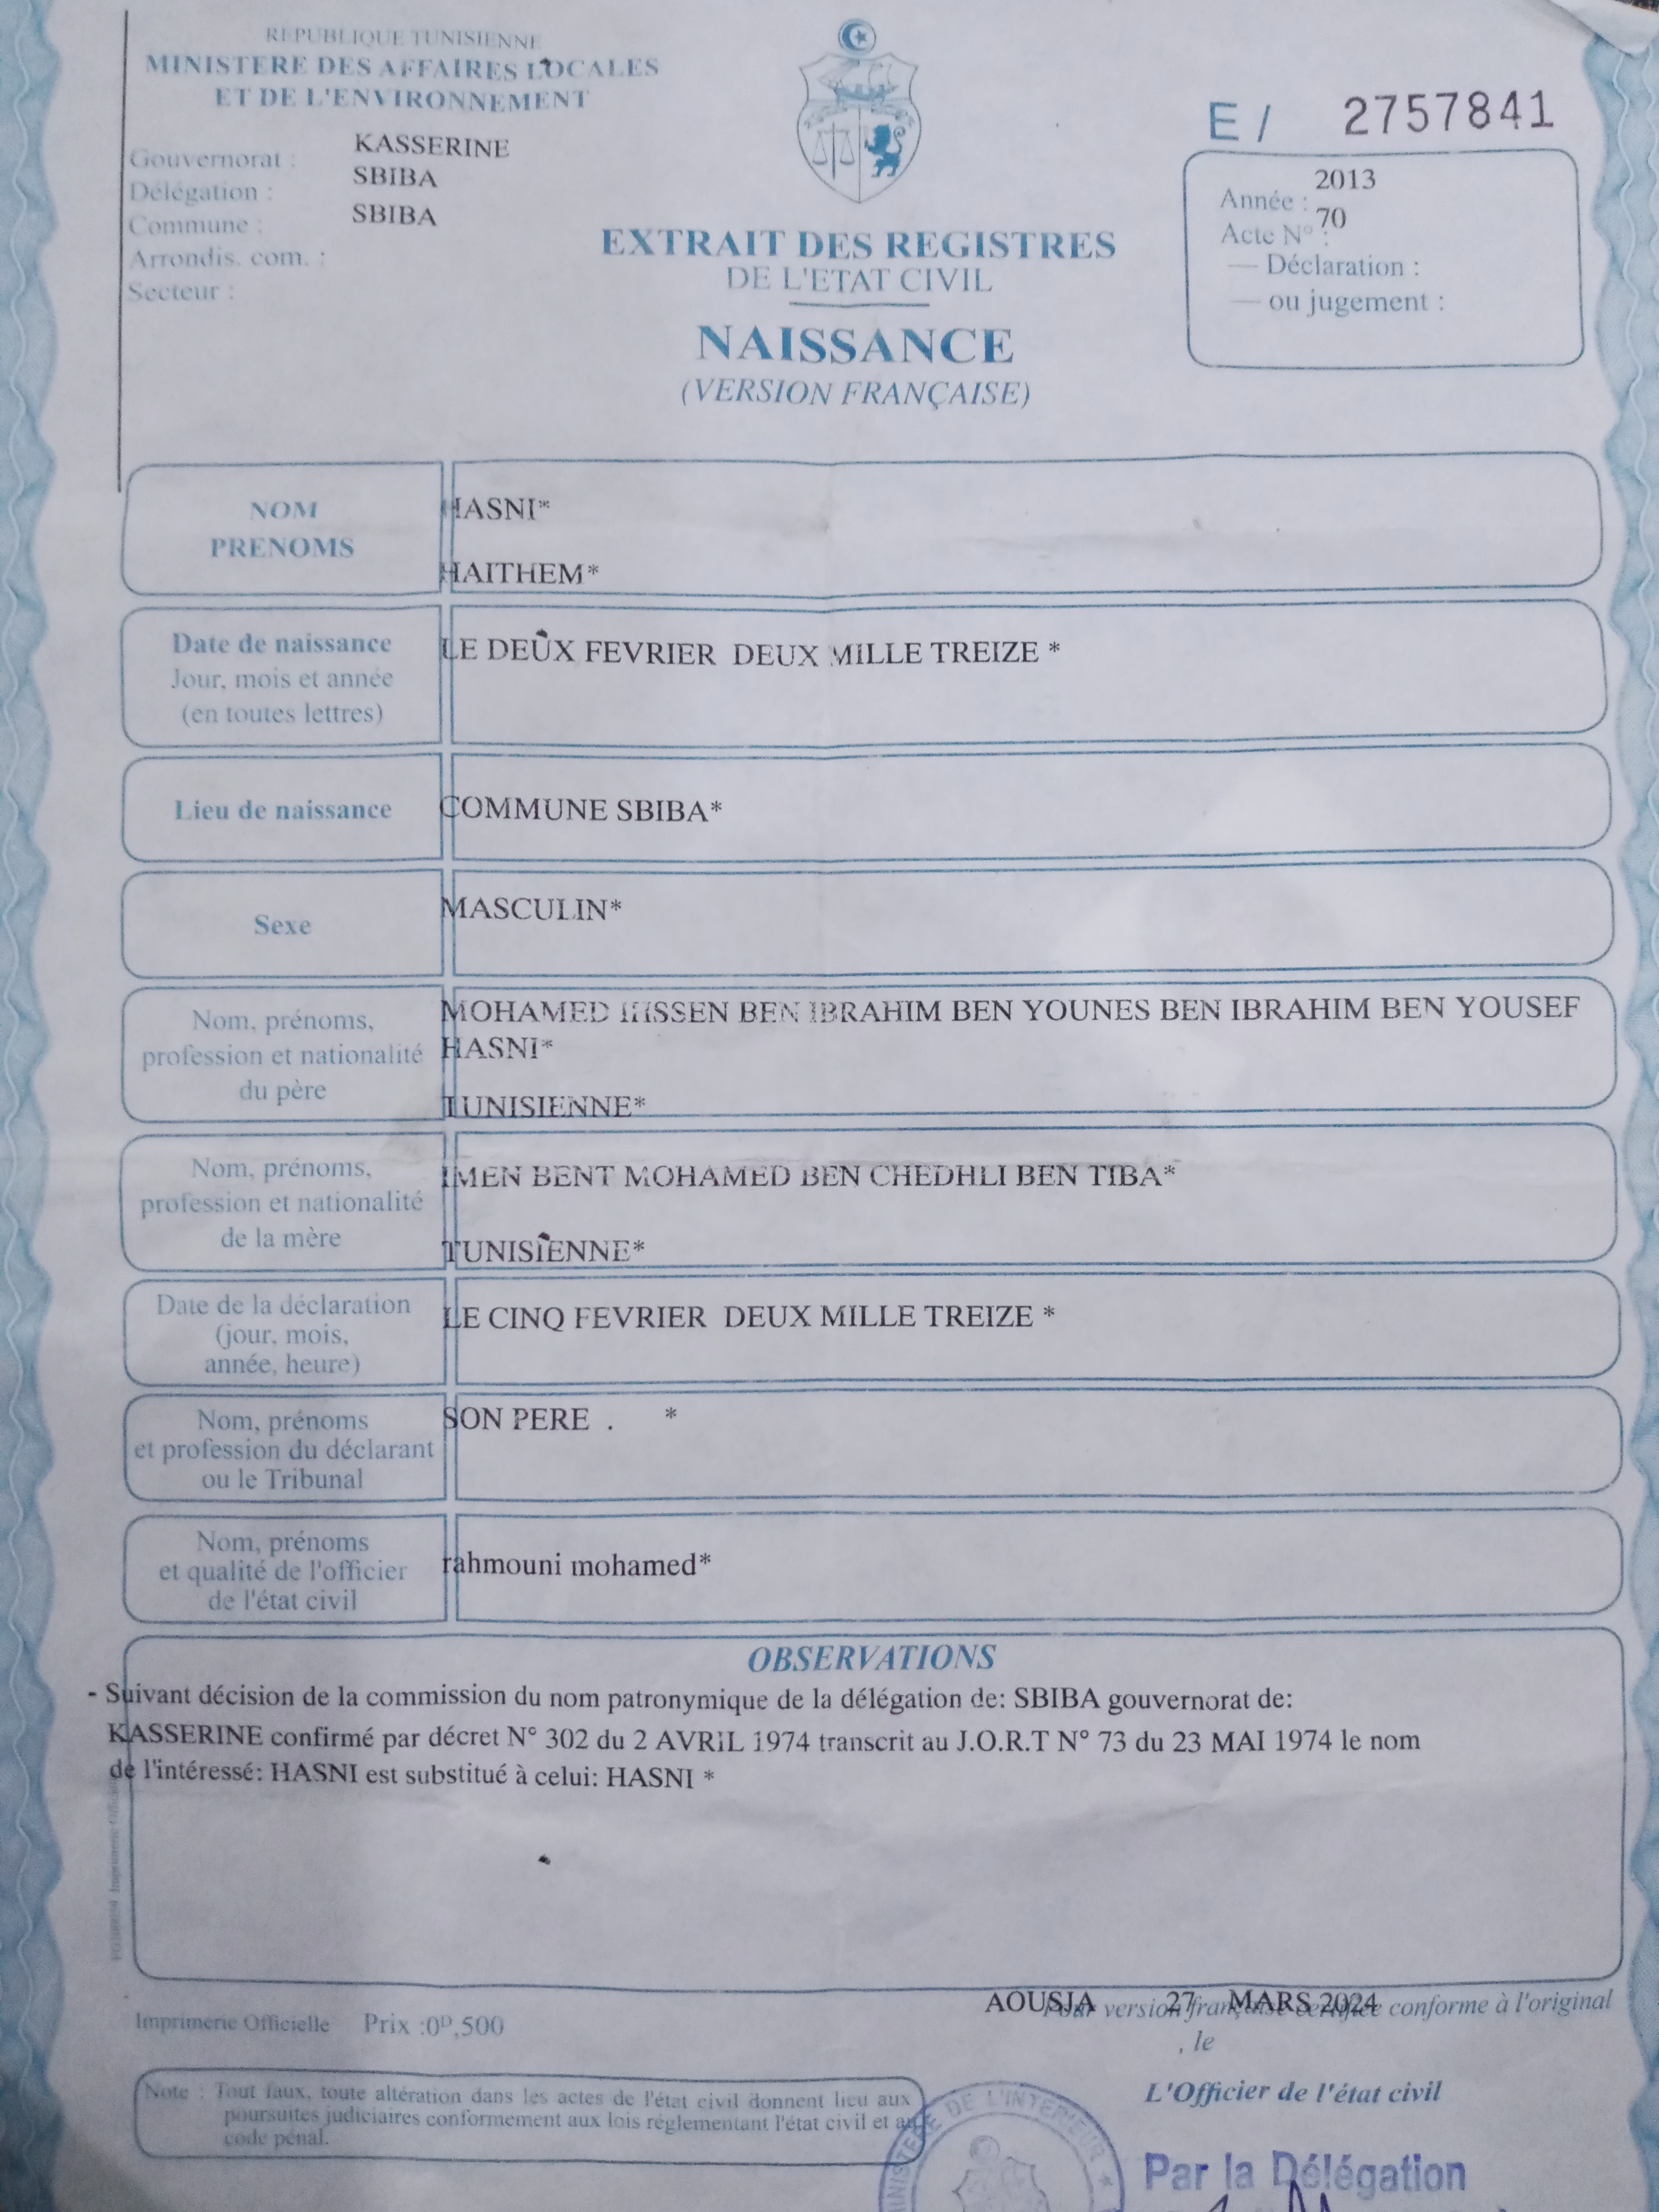 REPUBLIQUE TUNISIENNE
MINISTERE DES AFFAIRES LOCALES
ET DE L'ENVIRONNEMENT
Gouvernorat : KASSERINE
Délégation : SBIBA
Commune : SBIBA
Arrondis. com. :
Secteur :
E / 2757841
Année : 2013
Acte N° : 70
— Déclaration :
— ou jugement :
EXTRAIT DES REGISTRES
DE L'ETAT CIVIL
NAISSANCE
(VERSION FRANÇAISE)
NOM
PRENOMS
HASNI*
HAITHEM*
Date de naissance
Jour, mois et année
(en toutes lettres)
LE DEUX FEVRIER DEUX MILLE TREIZE *
Lieu de naissance
COMMUNE SBIBA*
Sexe
MASCULIN*
Nom, prénoms,
profession et nationalité
du père
MOHAMED BEN IBRAHIM BEN YOUNES BEN IBRAHIM BEN YOUSEF
HASNI*
TUNISIENNE*
Nom, prénoms,
profession et nationalité
de la mère
IMEN BENT MOHAMED BEN CHEDHLI BEN TIBA*
TUNISIENNE*
Date de la déclaration
(jour, mois,
année, heure)
LE CINQ FEVRIER DEUX MILLE TREIZE *
Nom, prénoms
et profession du déclarant
ou le Tribunal
SON PERE . *
Nom, prénoms
et qualité de l'officier
de l'état civil
rahmouni mohamed*
OBSERVATIONS
- Suivant décision de la commission du nom patronymique de la délégation de: SBIBA gouvernorat de:
KASSERINE confirmé par décret N° 302 du 2 AVRIL 1974 transcrit au J.O.R.T N° 73 du 23 MAI 1974 le nom
de l'intéressé: HASNI est substitué à celui: HASNI *
AOUSJA 27 MARS 2024
Pour version française certifiée conforme à l'original
, le
Imprimerie Officielle Prix :0ᴰ,500
L'Officier de l'état civil
Note : Tout faux, toute altération dans les actes de l'état civil donnent lieu aux
poursuites judiciaires conformement aux lois réglementant l'état civil et au
code pénal.
MINISTERE DE L'INTERIEUR
Par la Délégation